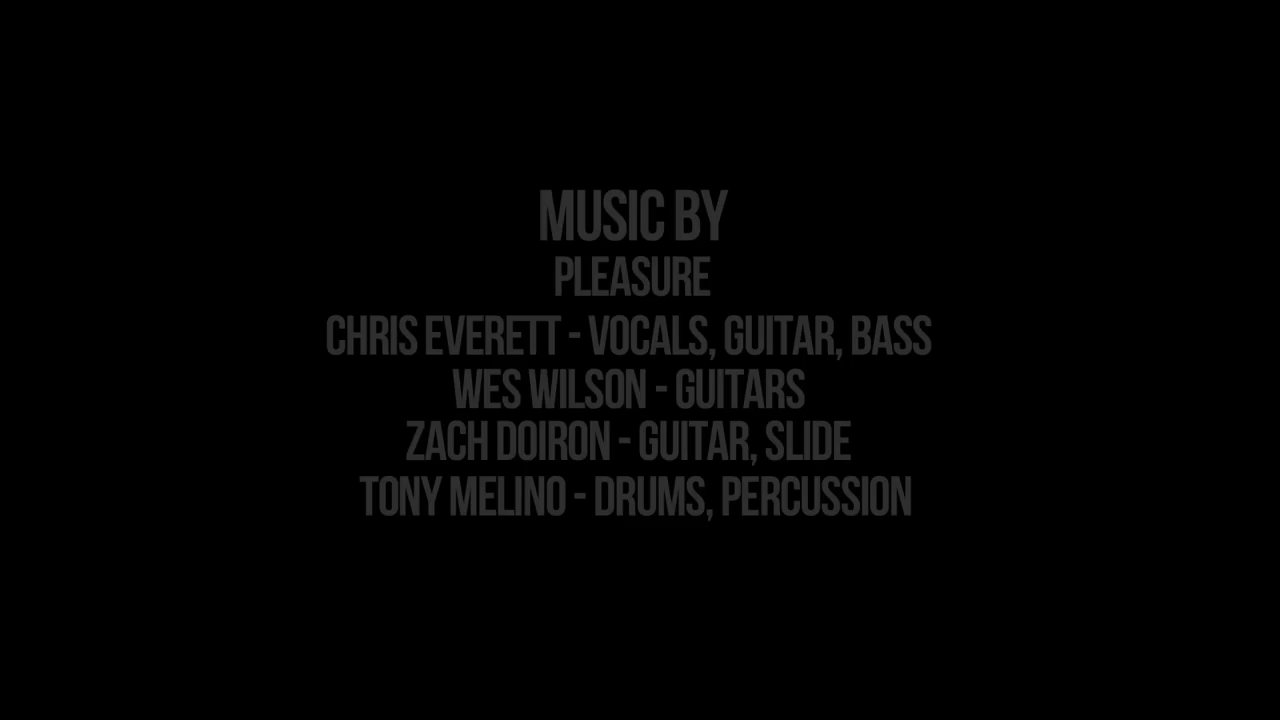 MUSIC BY
PLEASURE
CHRIS EVERETT - VOCALS, GUITAR, BASS
WES WILSON - GUITARS
ZACH DOIRON - GUITAR, SLIDE
TONY MELINO - DRUMS, PERCUSSION